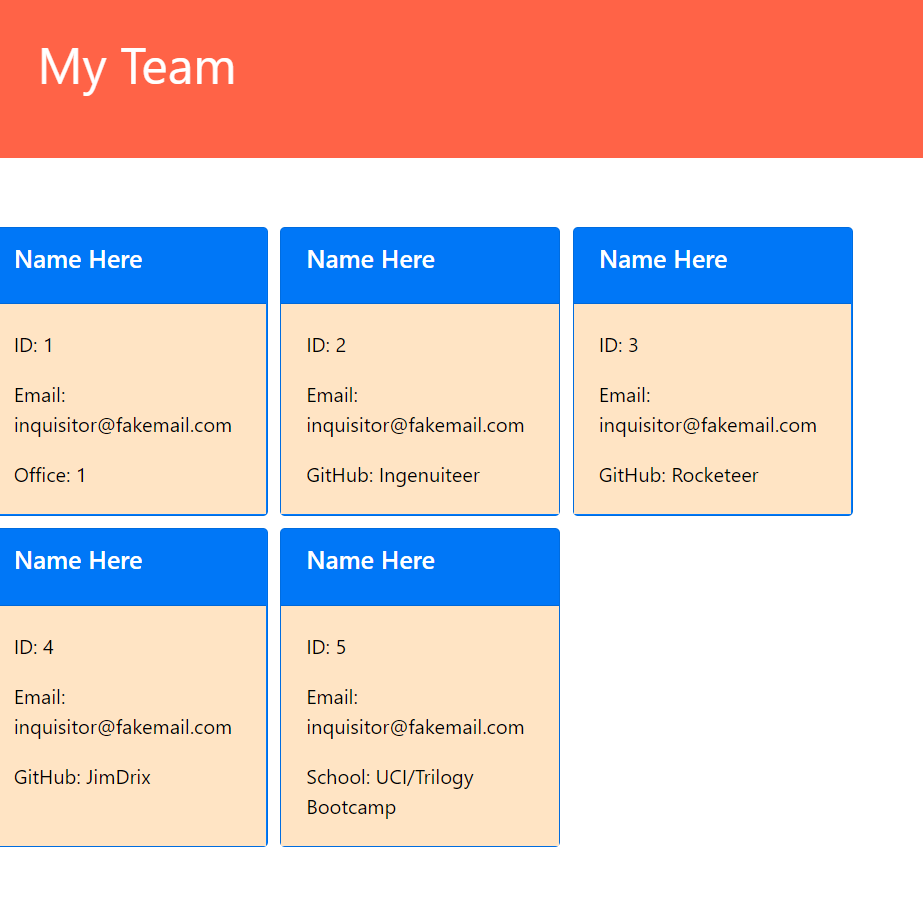 My Team
Name Here
ID: 1
Email:
inquisitor@fakemail.com
Office: 1
Name Here
ID: 2
Email:
inquisitor@fakemail.com
GitHub: Ingenuiteer
Name Here
ID: 3
Email:
inquisitor@fakemail.com
GitHub: Rocketeer
Name Here
ID: 4
Email:
inquisitor@fakemail.com
GitHub: JimDrix
Name Here
ID: 5
Email:
inquisitor@fakemail.com
School: UCI/Trilogy
Bootcamp